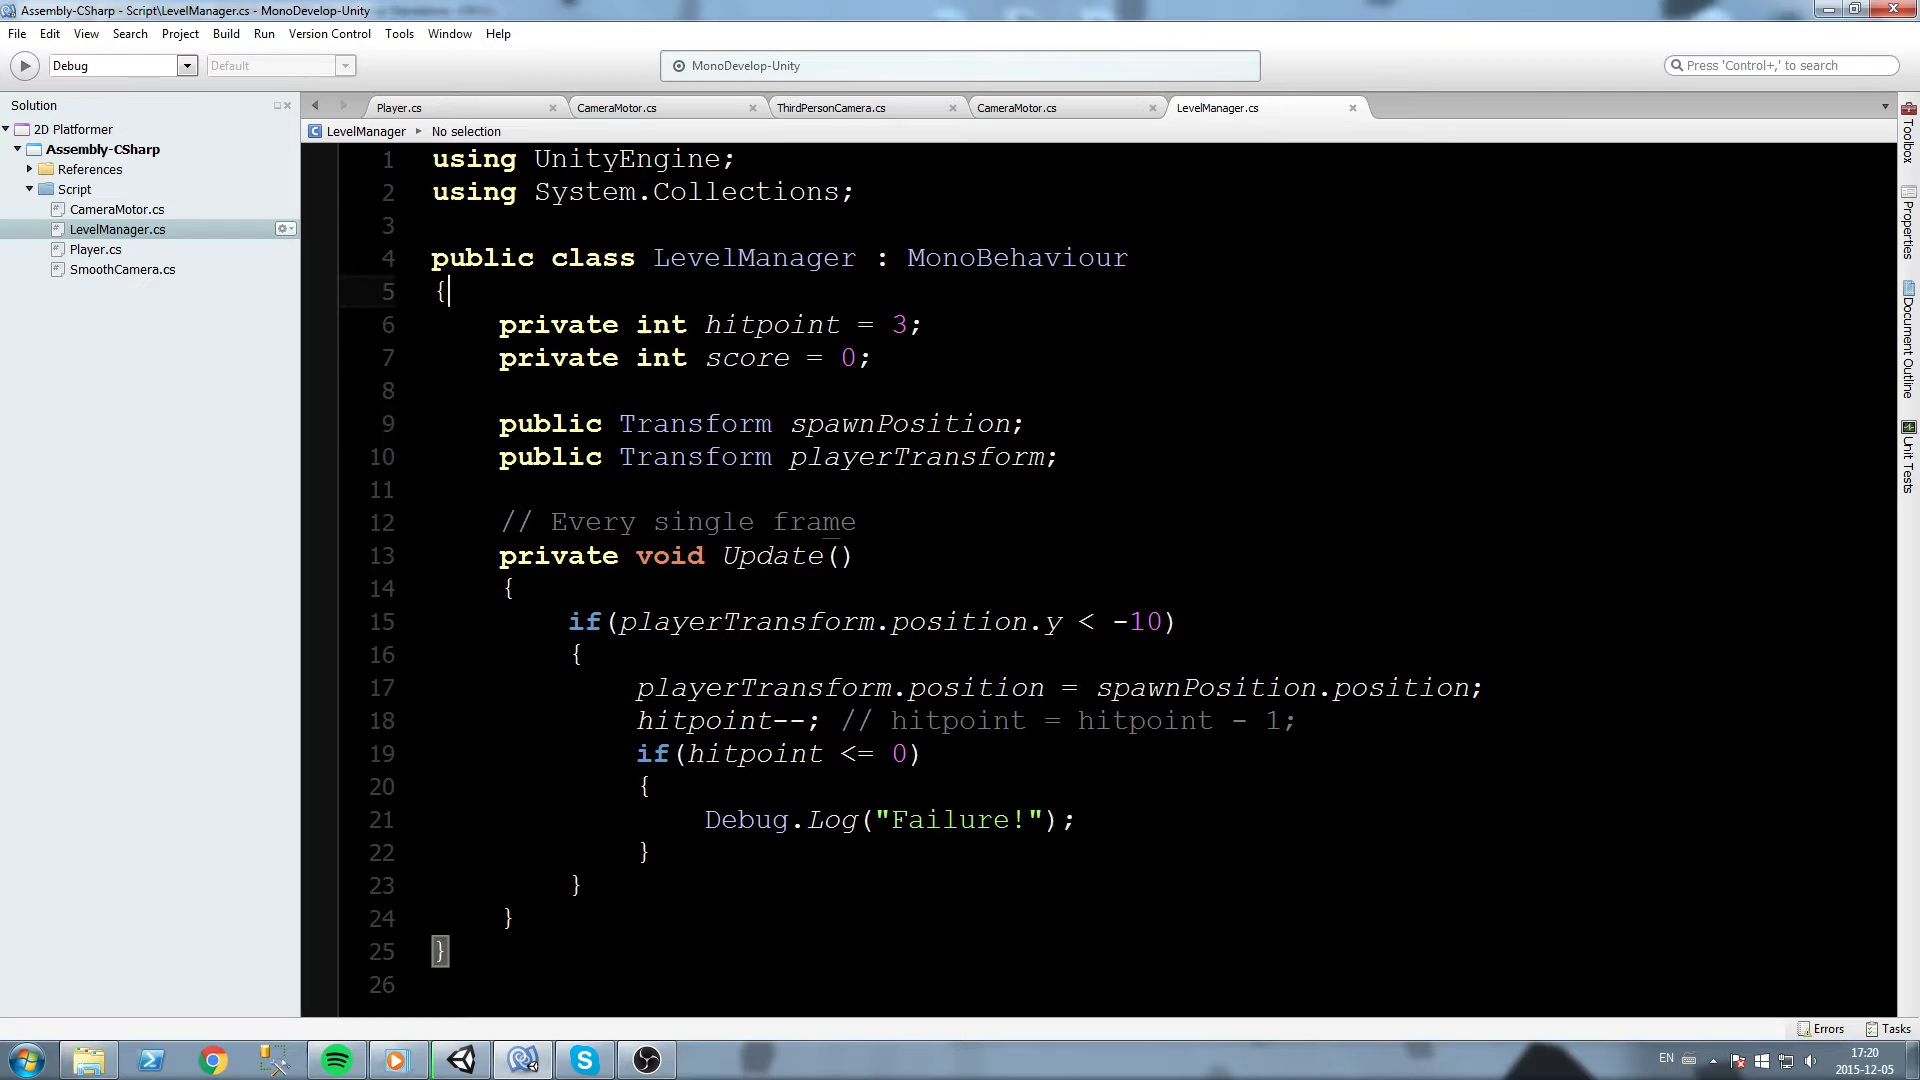 Assembly-CSharp - Script\LevelManager.cs - MonoDevelop-Unity
File Edit View Search Project Build Run Version Control Tools Window Help
Debug Default MonoDevelop-Unity Press 'Control+,' to search
Solution
2D Platformer
Assembly-CSharp
References
Script
CameraMotor.cs
LevelManager.cs
Player.cs
SmoothCamera.cs
Player.cs CameraMotor.cs ThirdPersonCamera.cs CameraMotor.cs LevelManager.cs
LevelManager No selection
1 using UnityEngine;
2 using System.Collections;
3
4 public class LevelManager : MonoBehaviour
5 {
6 private int hitpoint = 3;
7 private int score = 0;
8
9 public Transform spawnPosition;
10 public Transform playerTransform;
11
12 // Every single frame
13 private void Update()
14 {
15 if(playerTransform.position.y < -10)
16 {
17 playerTransform.position = spawnPosition.position;
18 hitpoint--; // hitpoint = hitpoint - 1;
19 if(hitpoint <= 0)
20 {
21 Debug.Log("Failure!");
22 }
23 }
24 }
25 }
26
Toolbox
Properties
Document Outline
Unit Tests
Errors Tasks
EN
17:20
2015-12-05